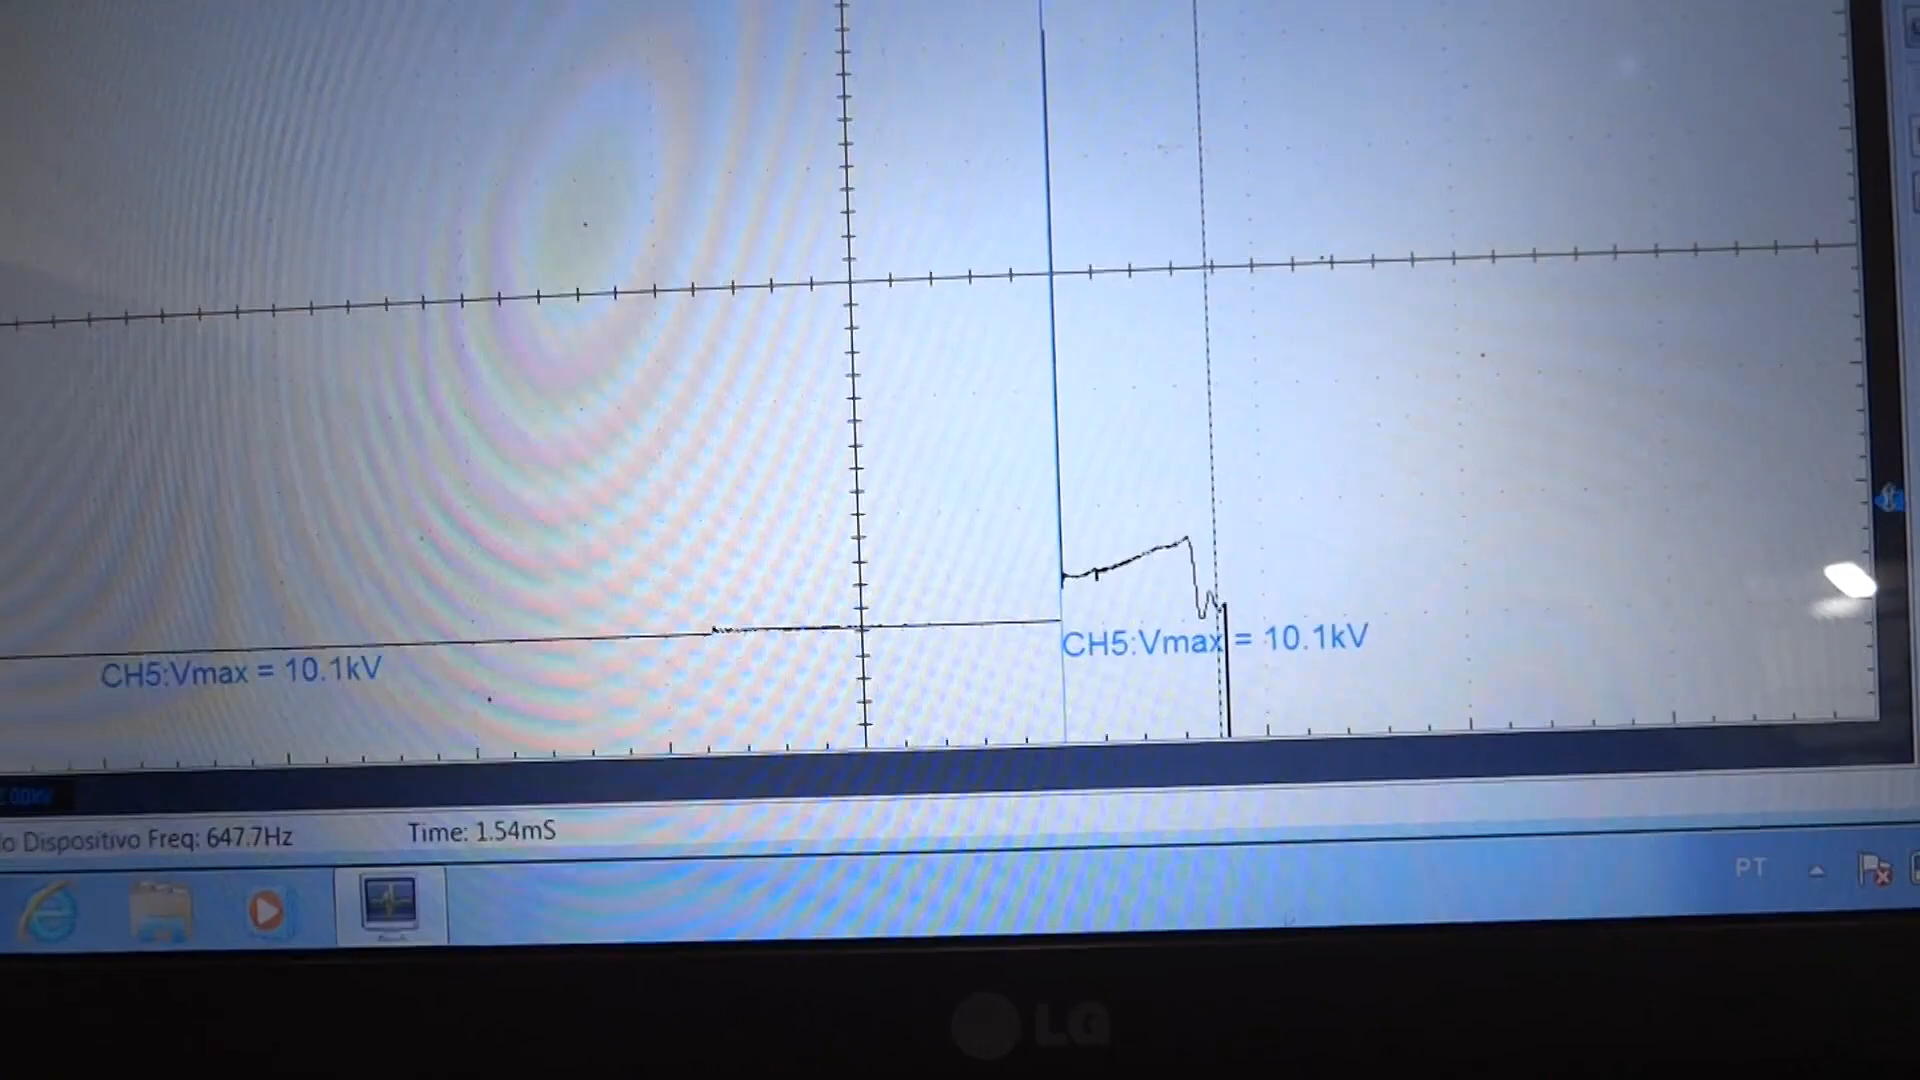 CH5:Vmax = 10.1kV
CH5:Vmax = 10.1kV
Dispositivo Freq: 647.7Hz
Time: 1.54mS
PT
LG